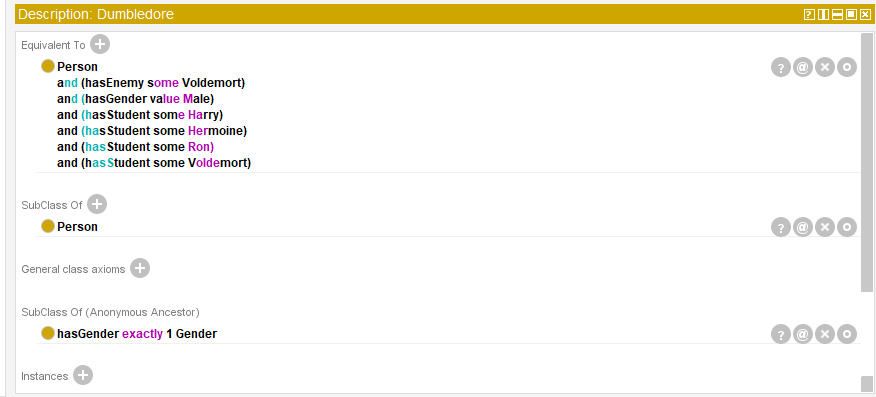 Description: Dumbledore
Equivalent To
Person
and (hasEnemy some Voldemort)
and (hasGender value Male)
and (hasStudent some Harry)
and (hasStudent some Hermoine)
and (hasStudent some Ron)
and (hasStudent some Voldemort)
SubClass Of
Person
General class axioms
SubClass Of (Anonymous Ancestor)
hasGender exactly 1 Gender
Instances